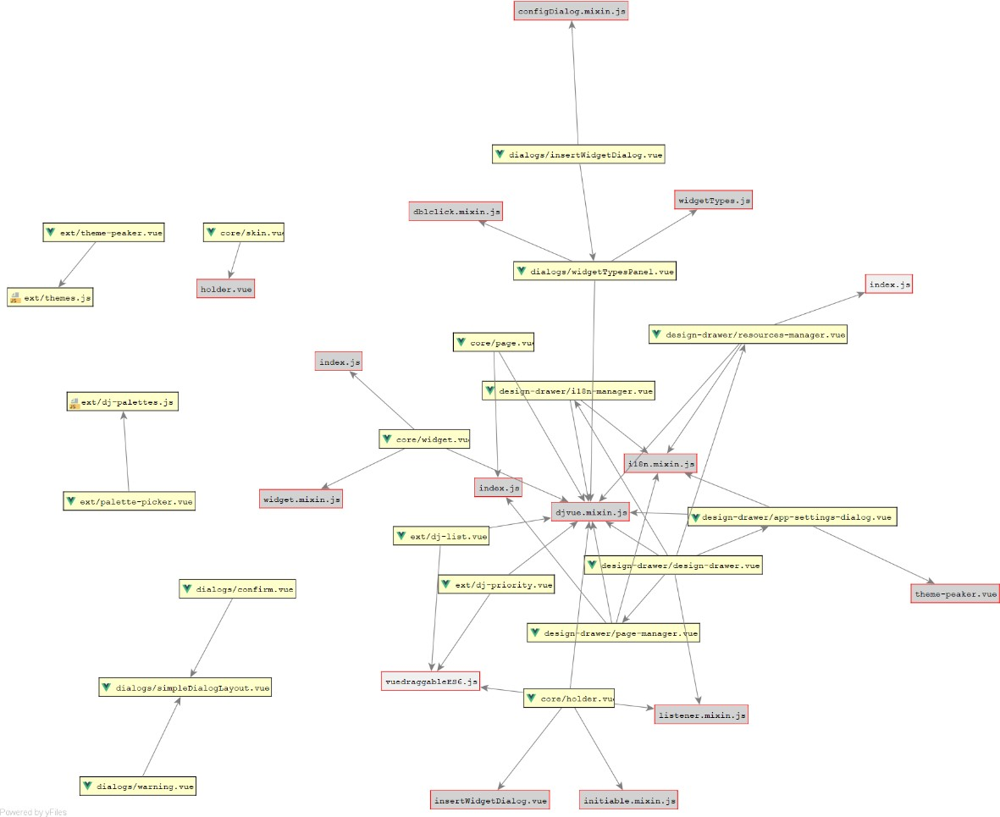 configDialog.mixin.js
dialogs/insertWidgetDialog.vue
dblclick.mixin.js
widgetTypes.js
ext/theme-peaker.vue
core/skin.vue
dialogs/widgetTypesPanel.vue
holder.vue
index.js
ext/themes.js
design-drawer/resources-manager.vue
core/page.vue
index.js
design-drawer/i18n-manager.vue
ext/dj-palettes.js
core/widget.vue
i18n.mixin.js
index.js
widget.mixin.js
ext/palette-picker.vue
djvue.mixin.js
design-drawer/app-settings-dialog.vue
ext/dj-list.vue
design-drawer/design-drawer.vue
ext/dj-priority.vue
dialogs/confirm.vue
theme-peaker.vue
design-drawer/page-manager.vue
vuedraggableES6.js
dialogs/simpleDialogLayout.vue
core/holder.vue
listener.mixin.js
dialogs/warning.vue
insertWidgetDialog.vue
initiable.mixin.js
Powered by yFiles